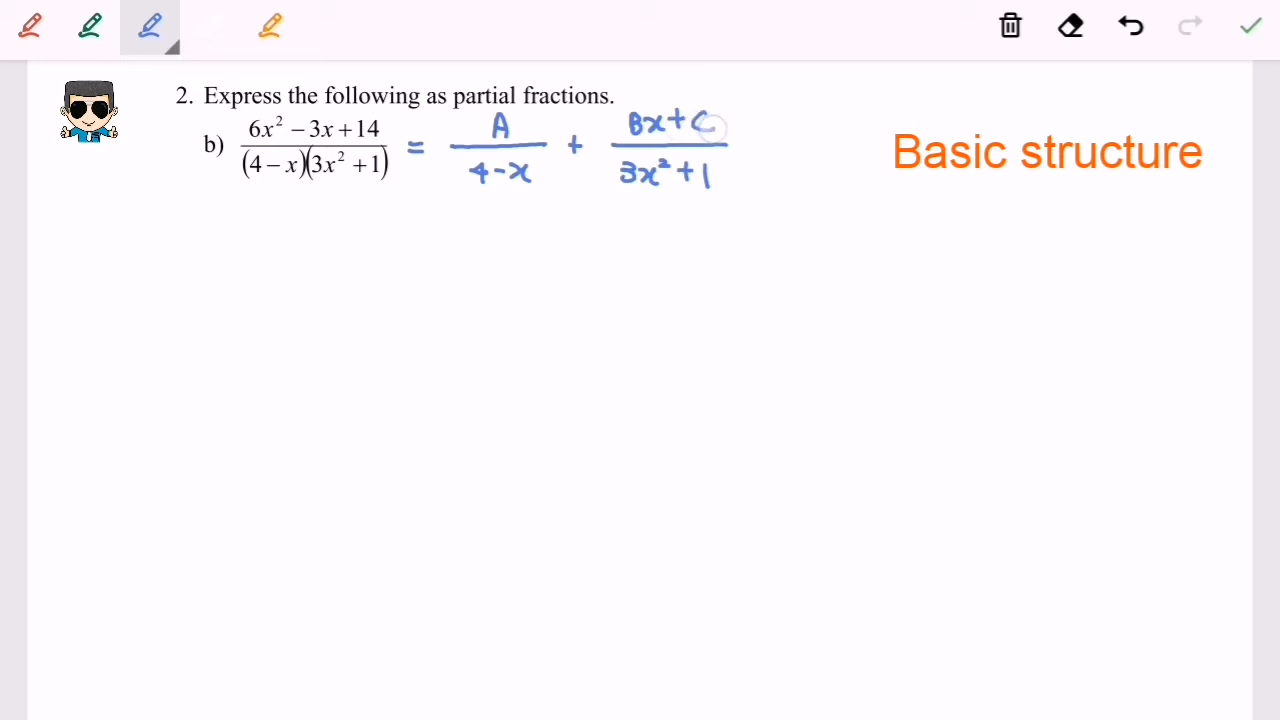 2. Express the following as partial fractions.
b) (6x² − 3x + 14)/((4 − x)(3x² + 1)) = A/(4 - x) + (Bx + C)/(3x² + 1)
Basic structure